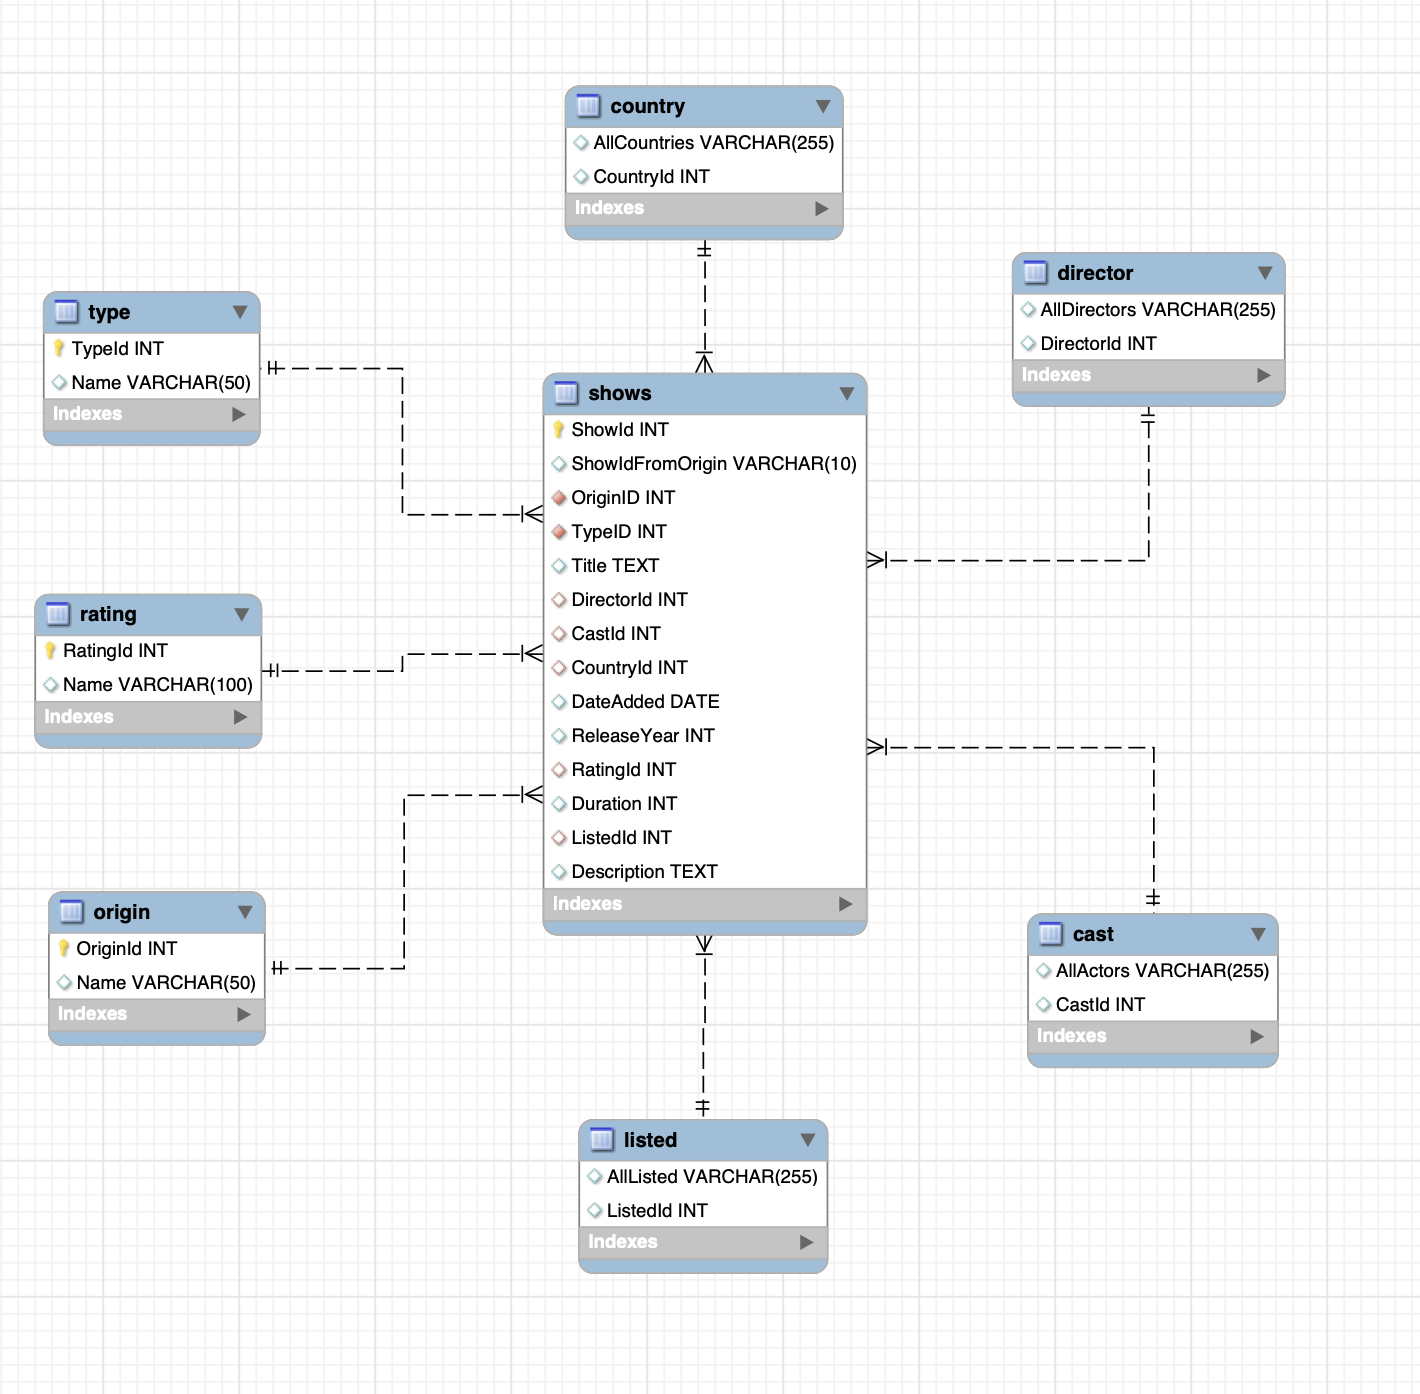 country
AllCountries VARCHAR(255)
CountryId INT
Indexes
director
AllDirectors VARCHAR(255)
DirectorId INT
Indexes
type
TypeId INT
Name VARCHAR(50)
Indexes
shows
ShowId INT
ShowIdFromOrigin VARCHAR(10)
OriginID INT
TypeID INT
Title TEXT
DirectorId INT
CastId INT
CountryId INT
DateAdded DATE
ReleaseYear INT
RatingId INT
Duration INT
ListedId INT
Description TEXT
Indexes
rating
RatingId INT
Name VARCHAR(100)
Indexes
origin
OriginId INT
Name VARCHAR(50)
Indexes
cast
AllActors VARCHAR(255)
CastId INT
Indexes
listed
AllListed VARCHAR(255)
ListedId INT
Indexes